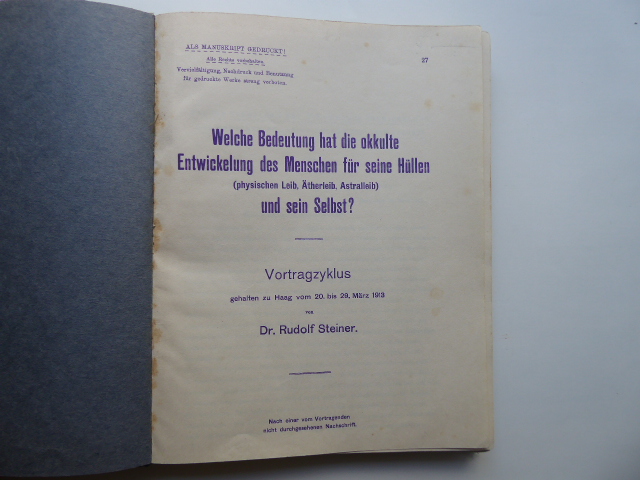 ALS MANUSKRIPT GEDRUCKT!
Alle Rechte vorbehalten.
Vervielfältigung, Nachdruck und Benutzung
für gedruckte Werke streng verboten.
27
Welche Bedeutung hat die okkulte
Entwickelung des Menschen für seine Hüllen
(physischen Leib, Ätherleib, Astralleib)
und sein Selbst?
Vortragzyklus
gehalten zu Haag vom 20. bis 29. März 1913
von
Dr. Rudolf Steiner.
Nach einer vom Vortragenden
nicht durchgesehenen Nachschrift.